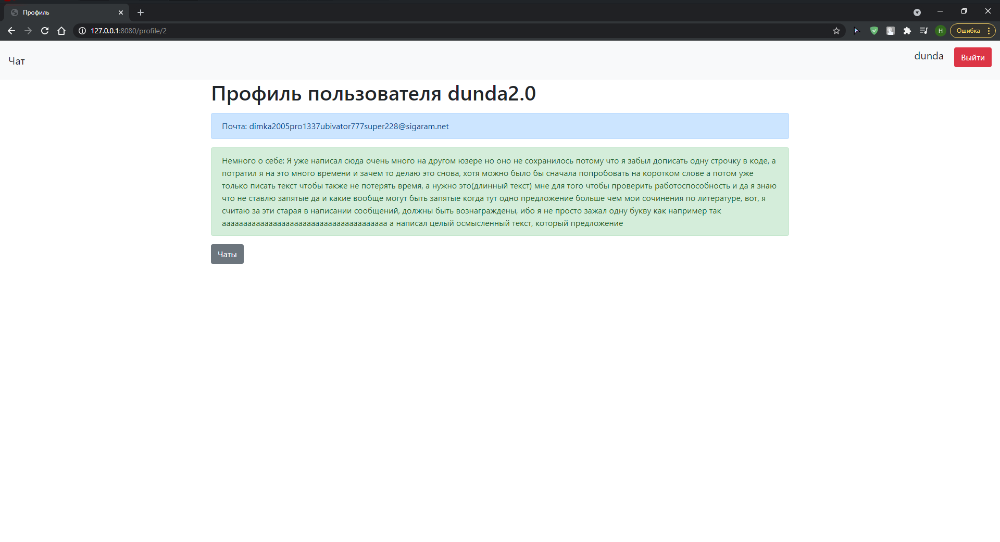 Профиль
127.0.0.1:8080/profile/2
H
Ошибка
Чат
dunda
Выйти
Профиль пользователя dunda2.0
Почта: dimka2005pro1337ubivator777super228@sigaram.net
Немного о себе: Я уже написал сюда очень много на другом юзере но оно не сохранилось потому что я забыл дописать одну строчку в коде, а
потратил я на это много времени и зачем то делаю это снова, хотя можно было бы сначала попробовать на коротком слове а потом уже
только писать текст чтобы также не потерять время, а нужно это(длинный текст) мне для того чтобы проверить работоспособность и да я знаю
что не ставлю запятые да и какие вообще могут быть запятые когда тут одно предложение больше чем мои сочинения по литературе, вот, я
считаю за эти старая в написании сообщений, должны быть вознаграждены, ибо я не просто зажал одну букву как например так
ааааааааааааааааааааааааааааааааааааааа а написал целый осмысленный текст, который предложение
Чаты